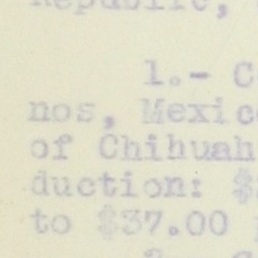 Republic,
1.- C
nos, Mexic
of Chihuah
duction: $
to $37.00